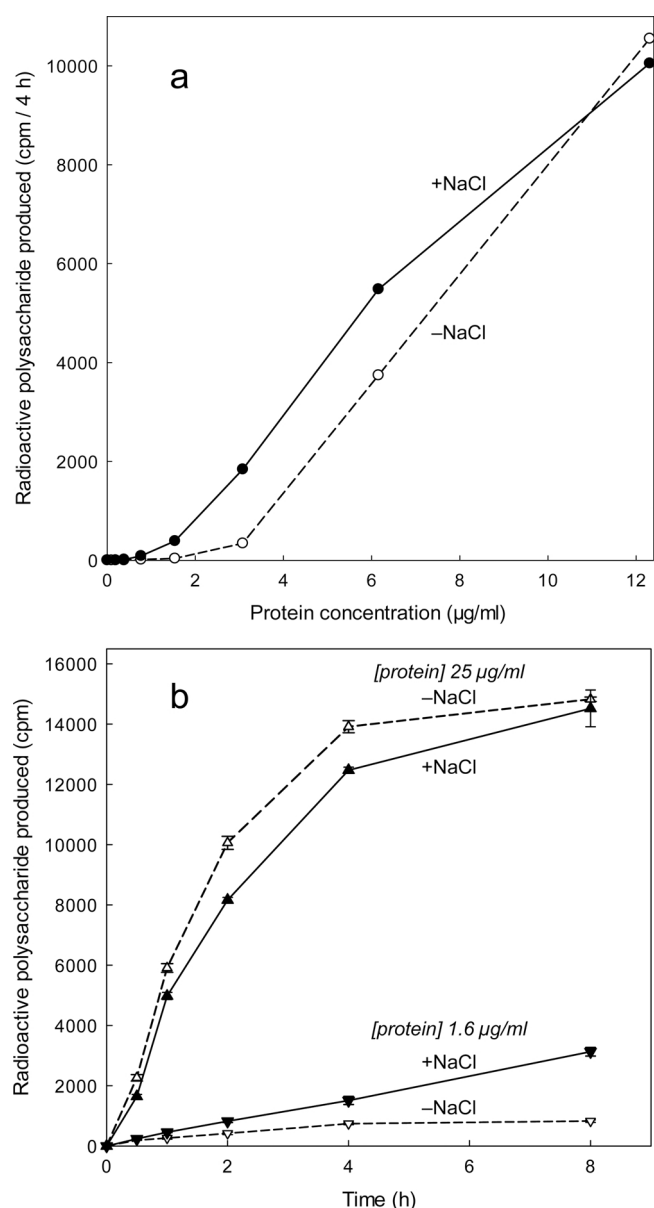 a
Radioactive polysaccharide produced (cpm / 4 h)
10000
8000
6000
4000
2000
0
+NaCl
–NaCl
0 2 4 6 8 10 12
Protein concentration (µg/ml)
b
Radioactive polysaccharide produced (cpm)
16000
14000
12000
10000
8000
6000
4000
2000
0
[protein] 25 µg/ml
–NaCl
+NaCl
[protein] 1.6 µg/ml
+NaCl
–NaCl
0 2 4 6 8
Time (h)